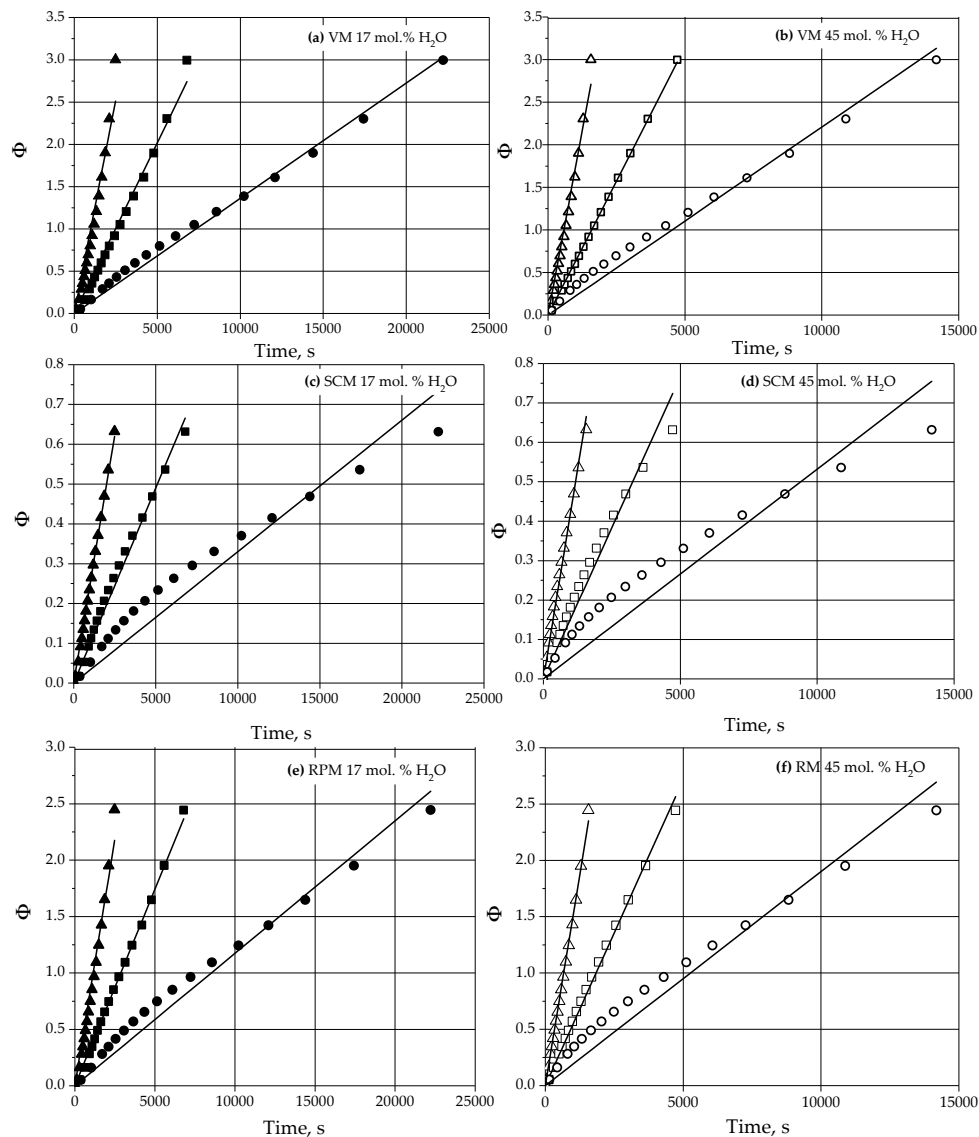 (a) VM 17 mol.% H2O
3.5
3.0
2.5
2.0
1.5
1.0
0.5
0.0
Φ
0 5000 10000 15000 20000 25000
Time, s
(b) VM 45 mol. % H2O
3.5
3.0
2.5
2.0
1.5
1.0
0.5
0.0
Φ
0 5000 10000 15000
Time, s
(c) SCM 17 mol. % H2O
0.8
0.7
0.6
0.5
0.4
0.3
0.2
0.1
0.0
Φ
0 5000 10000 15000 20000 25000
Time, s
(d) SCM 45 mol. % H2O
0.8
0.7
0.6
0.5
0.4
0.3
0.2
0.1
0.0
Φ
0 5000 10000 15000
Time, s
(e) RPM 17 mol. % H2O
3.0
2.5
2.0
1.5
1.0
0.5
0.0
Φ
0 5000 10000 15000 20000 25000
Time, s
(f) RM 45 mol. % H2O
3.0
2.5
2.0
1.5
1.0
0.5
0.0
Φ
0 5000 10000 15000
Time, s